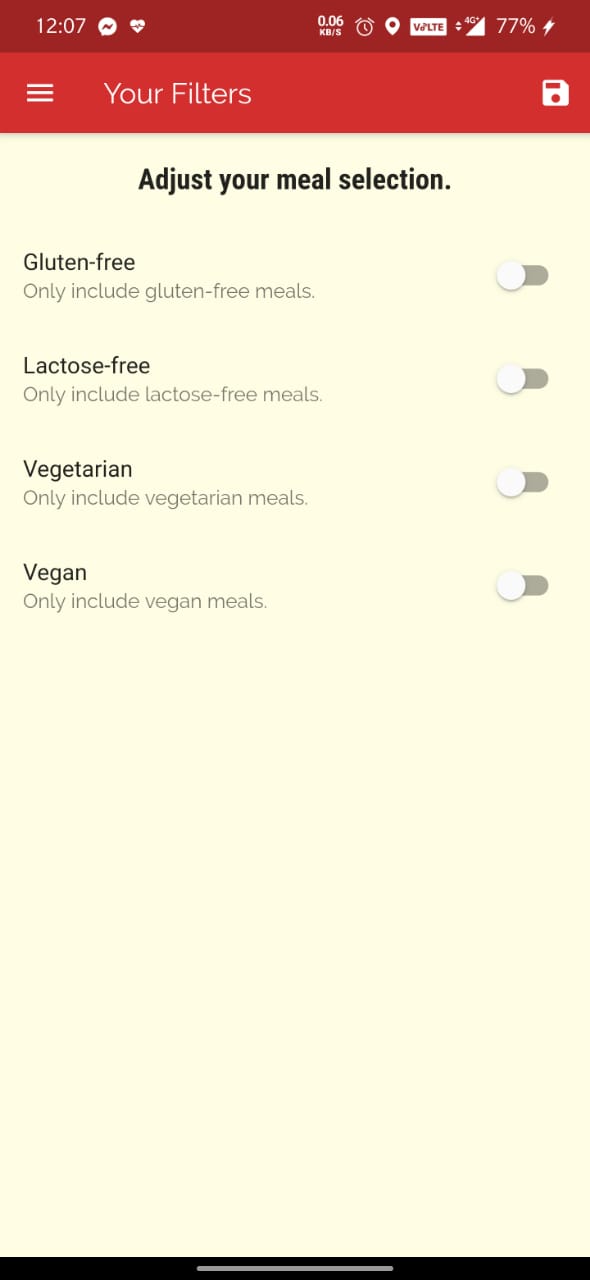 12:07 0.06 KB/S VoLTE 4G+ 77%
Your Filters
Adjust your meal selection.
Gluten-free
Only include gluten-free meals.
Lactose-free
Only include lactose-free meals.
Vegetarian
Only include vegetarian meals.
Vegan
Only include vegan meals.